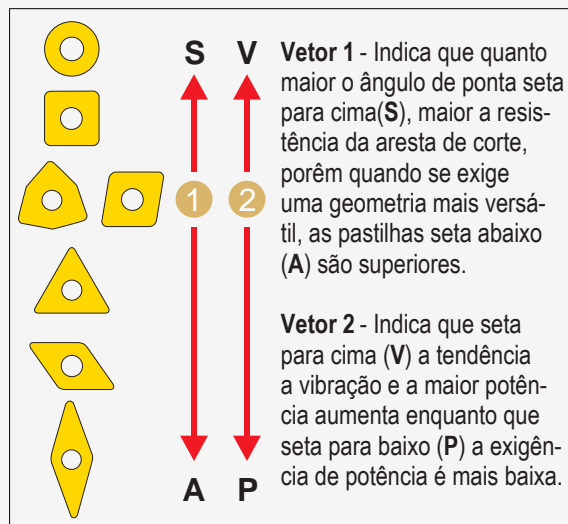 S V
Vetor 1 - Indica que quanto
maior o ângulo de ponta seta
para cima(S), maior a resis-
tência da aresta de corte,
porém quando se exige
uma geometria mais versá-
til, as pastilhas seta abaixo
(A) são superiores.
1 2
Vetor 2 - Indica que seta
para cima (V) a tendência
a vibração e a maior potên-
cia aumenta enquanto que
seta para baixo (P) a exigên-
cia de potência é mais baixa.
A P